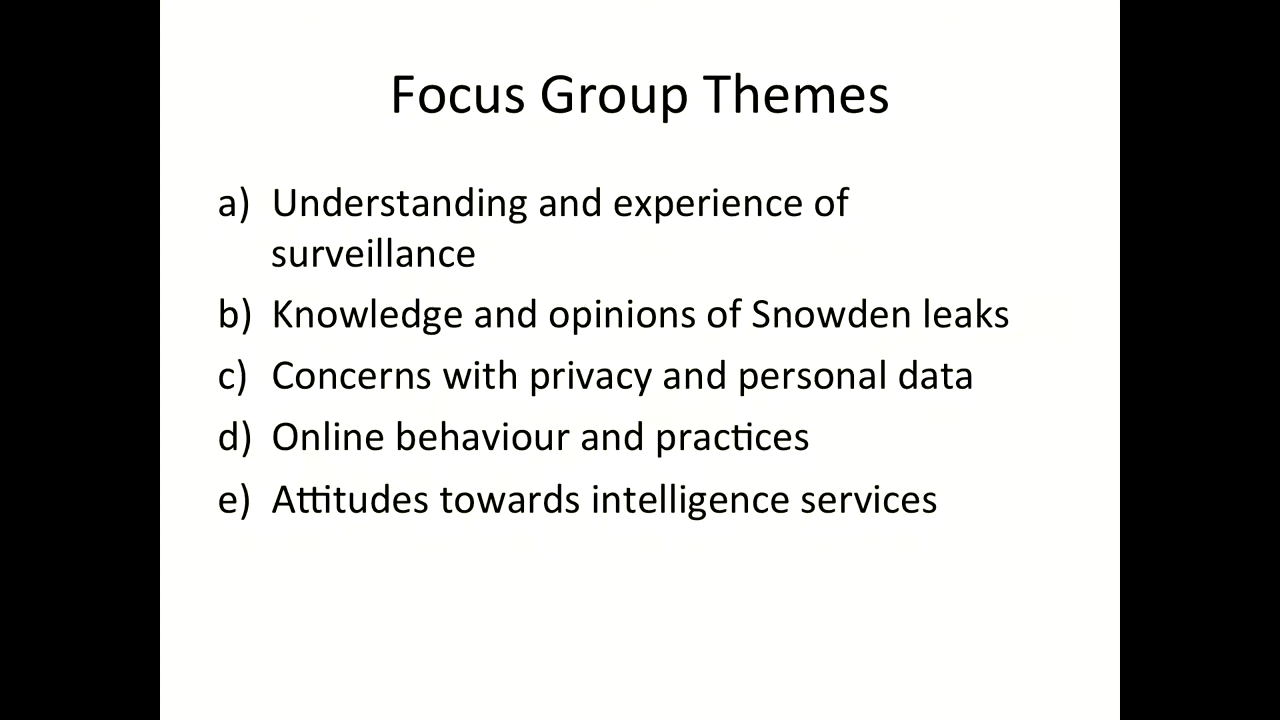 Focus Group Themes
a) Understanding and experience of
surveillance
b) Knowledge and opinions of Snowden leaks
c) Concerns with privacy and personal data
d) Online behaviour and practices
e) Attitudes towards intelligence services